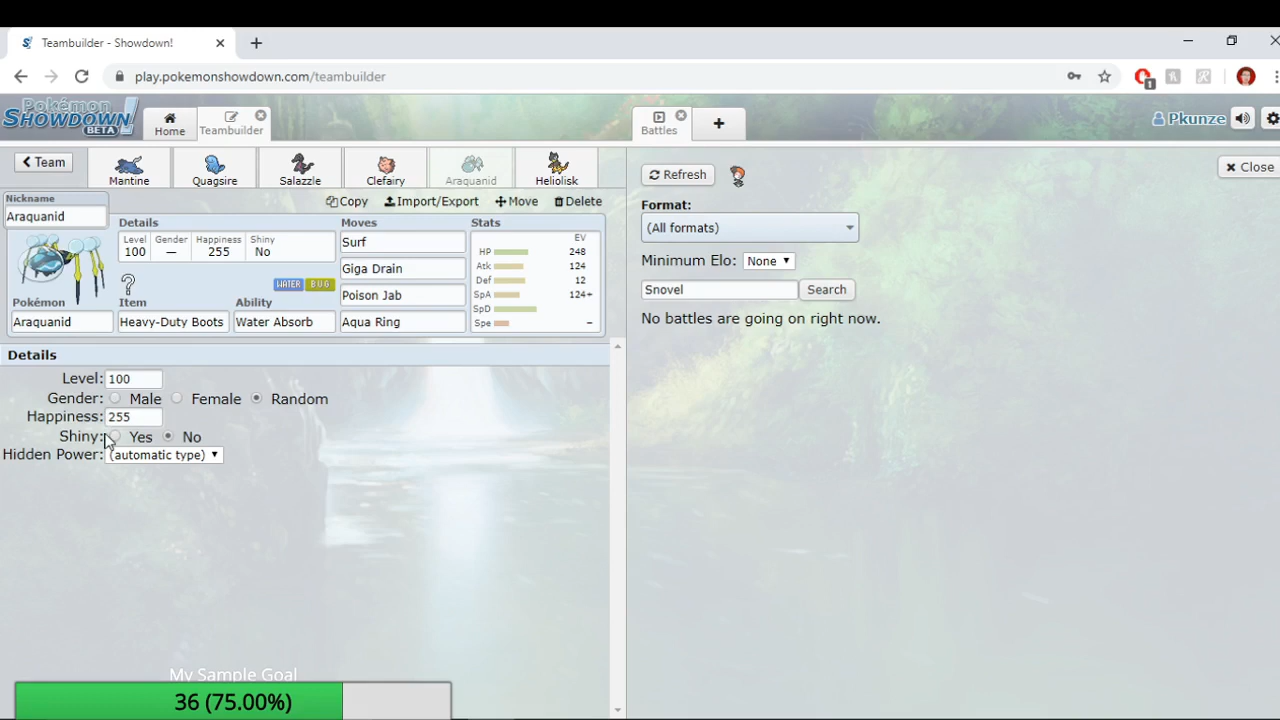 Teambuilder - Showdown!
play.pokemonshowdown.com/teambuilder
1
Pokémon
SHOWDOWN!
BETA
Home
Teambuilder
Battles
Pkunze
Team
Mantine
Quagsire
Salazzle
Clefairy
Araquanid
Heliolisk
Refresh
Close
Nickname
Araquanid
Copy
Import/Export
Move
Delete
Details
Moves
Stats
Level
100
Gender
—
Happiness
255
Shiny
No
WATER
BUG
Pokémon
Araquanid
Item
Heavy-Duty Boots
Ability
Water Absorb
Surf
Giga Drain
Poison Jab
Aqua Ring
EV
HP 248
Atk 124
Def 12
SpA 124+
SpD
Spe –
Format:
(All formats)
Minimum Elo: None
Snovel Search
No battles are going on right now.
Details
Level: 100
Gender: Male Female Random
Happiness: 255
Shiny: Yes No
Hidden Power: (automatic type)
My Sample Goal
36 (75.00%)